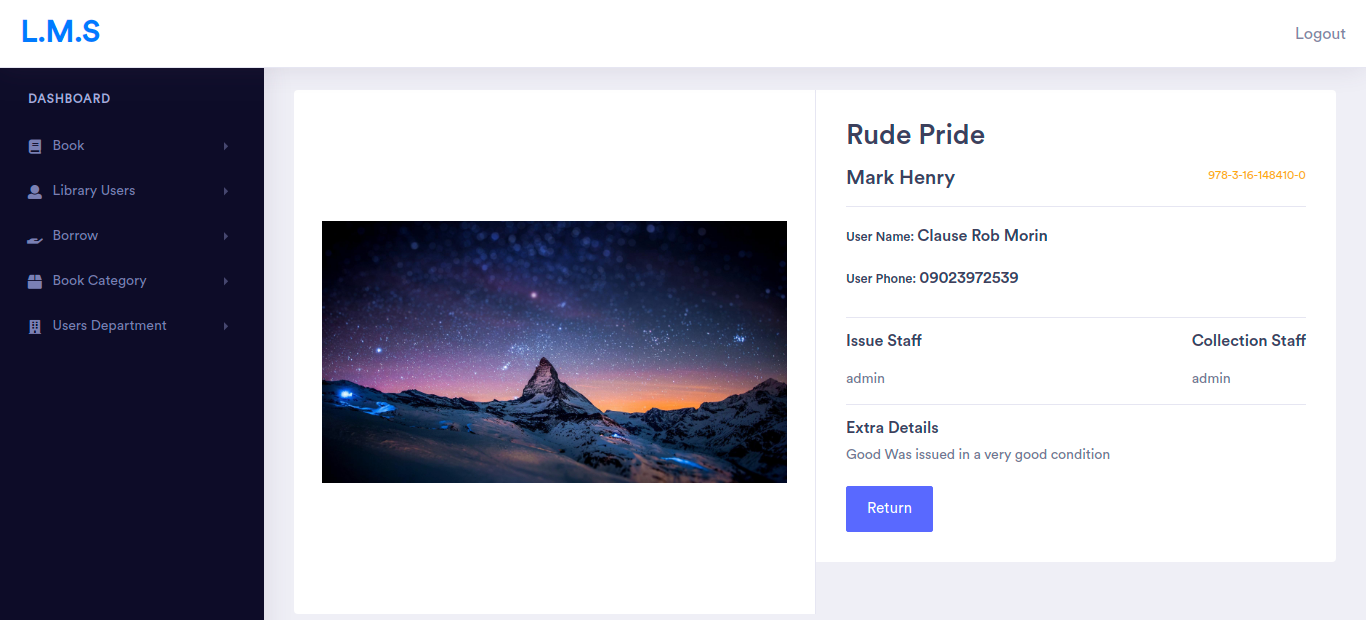 L.M.S
Logout
DASHBOARD
Book
Library Users
Borrow
Book Category
Users Department
Rude Pride
Mark Henry
978-3-16-148410-0
User Name: Clause Rob Morin
User Phone: 09023972539
Issue Staff
Collection Staff
admin
admin
Extra Details
Good Was issued in a very good condition
Return